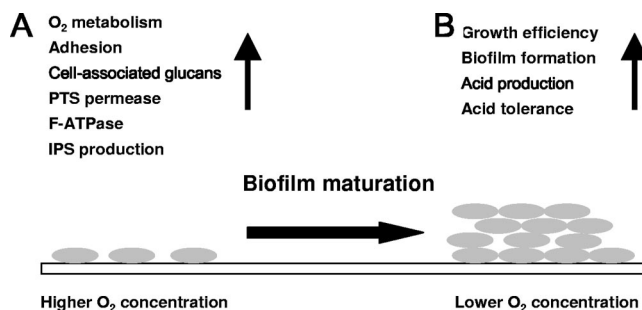 A
O₂ metabolism
Adhesion
Cell-associated glucans
PTS permease
F-ATPase
IPS production
B
Growth efficiency
Biofilm formation
Acid production
Acid tolerance
Biofilm maturation
Higher O₂ concentration
Lower O₂ concentration